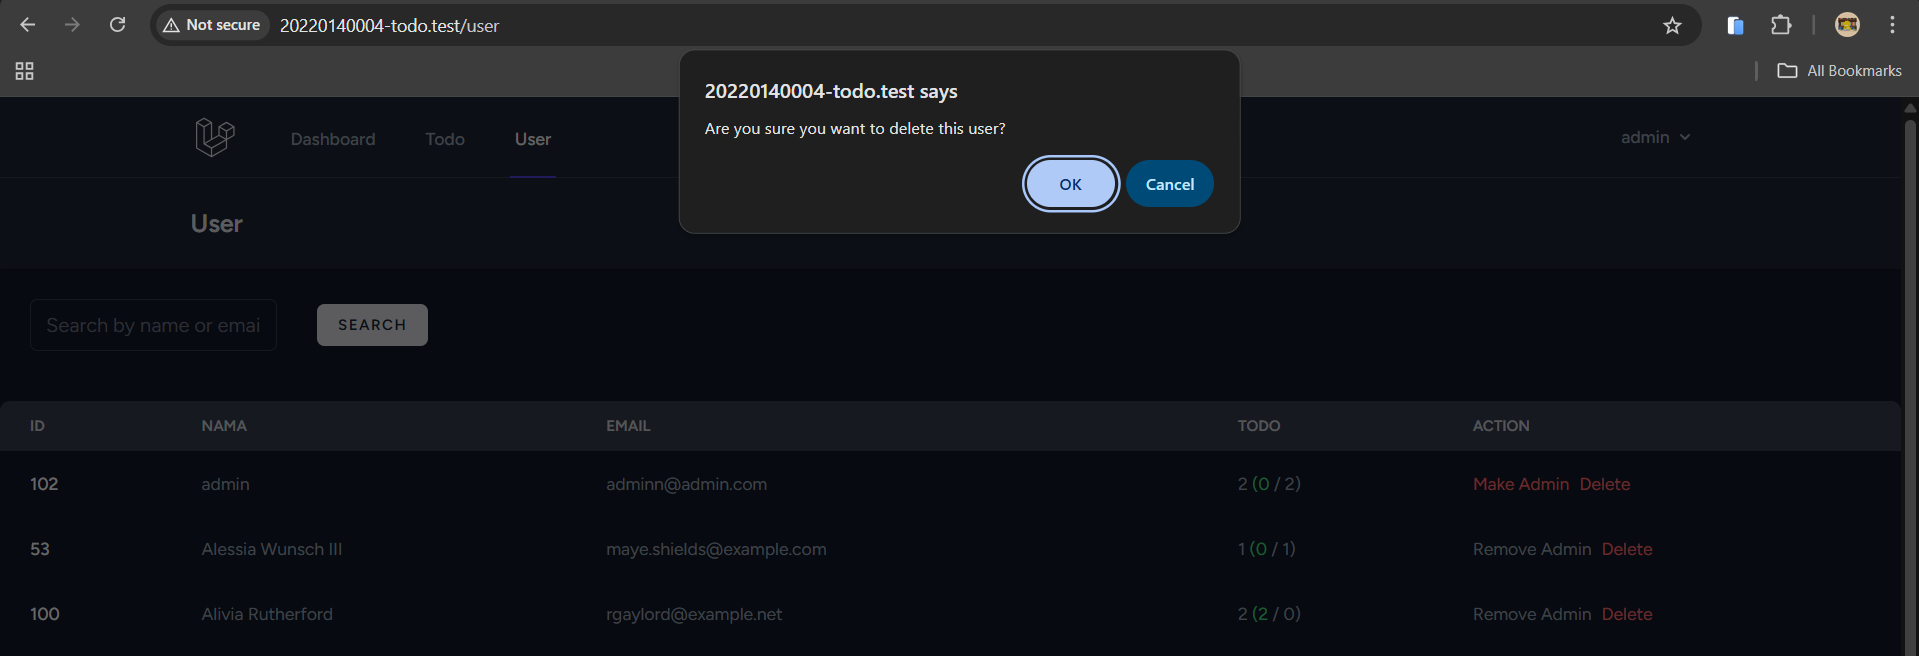 Not secure 20220140004-todo.test/user
All Bookmarks
20220140004-todo.test says
Are you sure you want to delete this user?
OK Cancel
Dashboard Todo User admin
User
Search by name or emai SEARCH
ID NAMA EMAIL TODO ACTION
102 admin adminn@admin.com 2 (0 / 2) Make Admin Delete
53 Alessia Wunsch III maye.shields@example.com 1 (0 / 1) Remove Admin Delete
100 Alivia Rutherford rgaylord@example.net 2 (2 / 0) Remove Admin Delete